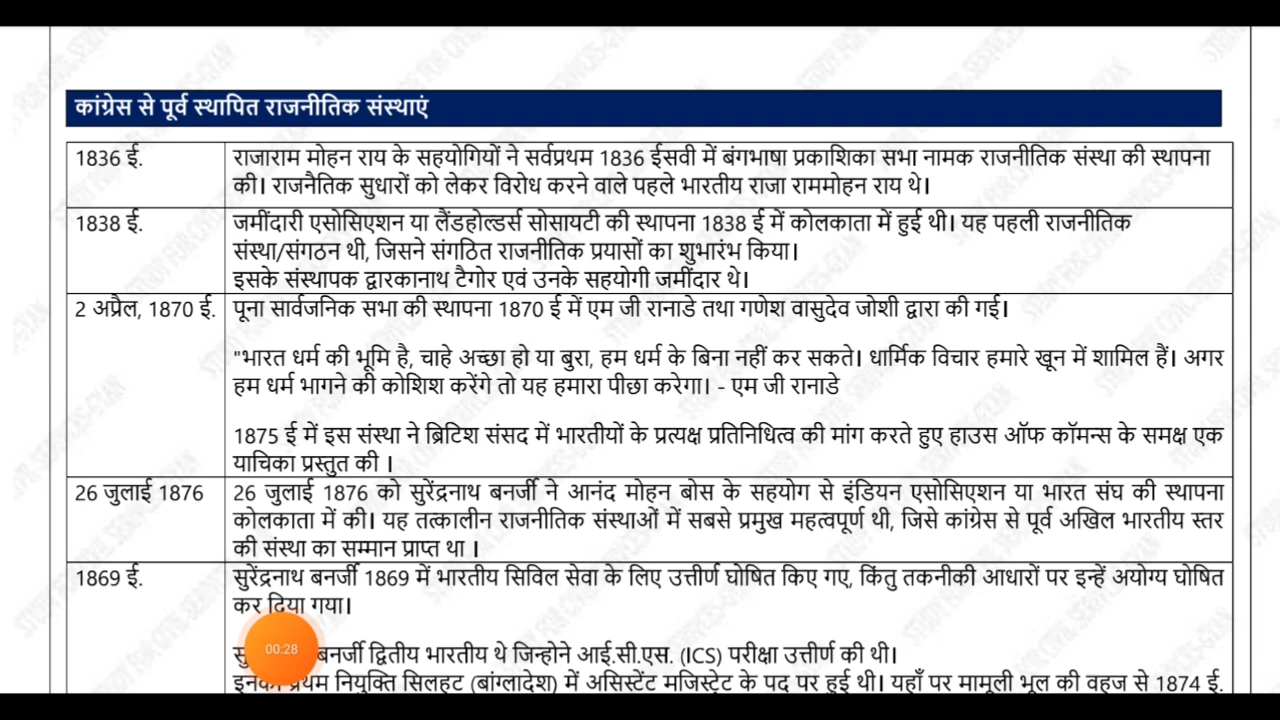 कांग्रेस से पूर्व स्थापित राजनीतिक संस्थाएं
1836 ई.
राजाराम मोहन राय के सहयोगियों ने सर्वप्रथम 1836 ईसवी में बंगभाषा प्रकाशिका सभा नामक राजनीतिक संस्था की स्थापना
की। राजनैतिक सुधारों को लेकर विरोध करने वाले पहले भारतीय राजा राममोहन राय थे।
1838 ई.
जमींदारी एसोसिएशन या लैंडहोल्डर्स सोसायटी की स्थापना 1838 ई में कोलकाता में हुई थी। यह पहली राजनीतिक
संस्था/संगठन थी, जिसने संगठित राजनीतिक प्रयासों का शुभारंभ किया।
इसके संस्थापक द्वारकानाथ टैगोर एवं उनके सहयोगी जमींदार थे।
2 अप्रैल, 1870 ई.
पूना सार्वजनिक सभा की स्थापना 1870 ई में एम जी रानाडे तथा गणेश वासुदेव जोशी द्वारा की गई।
"भारत धर्म की भूमि है, चाहे अच्छा हो या बुरा, हम धर्म के बिना नहीं कर सकते। धार्मिक विचार हमारे खून में शामिल हैं। अगर
हम धर्म भागने की कोशिश करेंगे तो यह हमारा पीछा करेगा। - एम जी रानाडे
1875 ई में इस संस्था ने ब्रिटिश संसद में भारतीयों के प्रत्यक्ष प्रतिनिधित्व की मांग करते हुए हाउस ऑफ कॉमन्स के समक्ष एक
याचिका प्रस्तुत की ।
26 जुलाई 1876
26 जुलाई 1876 को सुरेंद्रनाथ बनर्जी ने आनंद मोहन बोस के सहयोग से इंडियन एसोसिएशन या भारत संघ की स्थापना
कोलकाता में की। यह तत्कालीन राजनीतिक संस्थाओं में सबसे प्रमुख महत्वपूर्ण थी, जिसे कांग्रेस से पूर्व अखिल भारतीय स्तर
की संस्था का सम्मान प्राप्त था ।
1869 ई.
सुरेंद्रनाथ बनर्जी 1869 में भारतीय सिविल सेवा के लिए उत्तीर्ण घोषित किए गए, किंतु तकनीकी आधारों पर इन्हें अयोग्य घोषित
कर दिया गया।
00:28
बनर्जी द्वितीय भारतीय थे जिन्होने आई.सी.एस. (ICS) परीक्षा उत्तीर्ण की थी।
प्रथम नियुक्ति सिलहट (बांग्लादेश) में असिस्टेंट मजिस्ट्रेट के पद पर हुई थी। यहाँ पर मामूली भूल की वहज से 1874 ई.